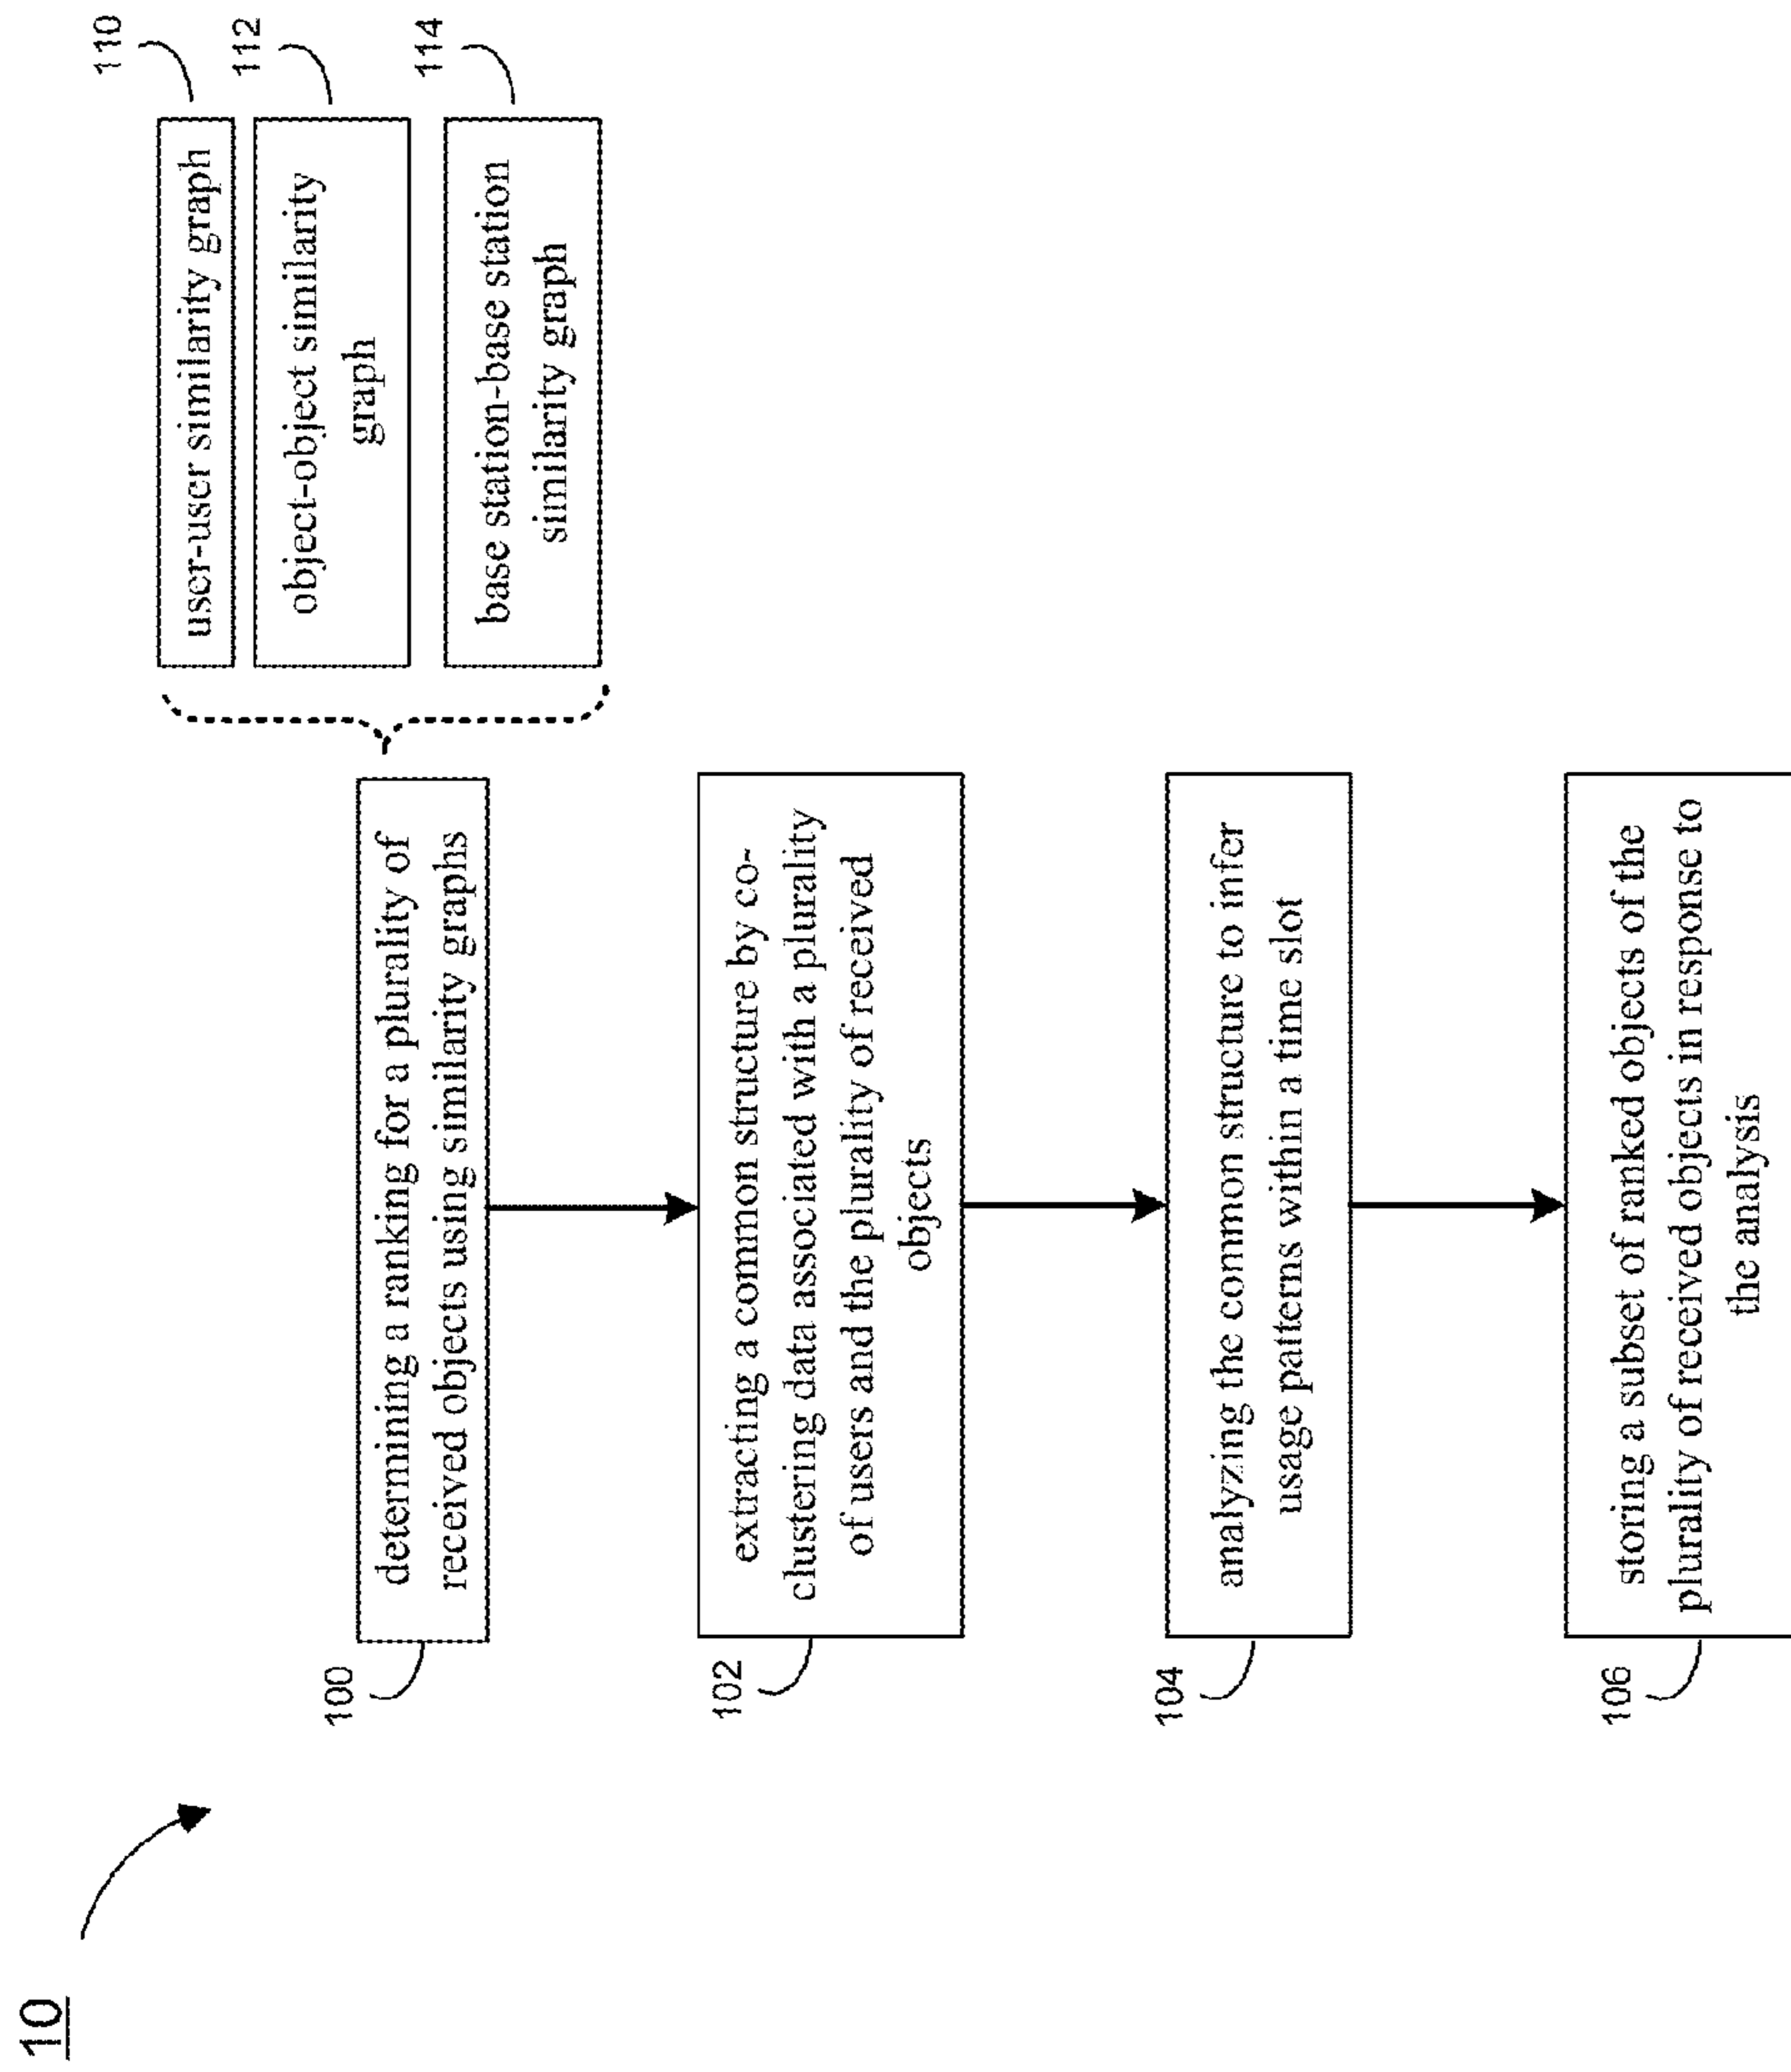 10
100
determining a ranking for a plurality of
received objects using similarity graphs
110
user-user similarity graph
112
object-object similarity
graph
114
base station-base station
similarity graph
102
extracting a common structure by co-
clustering data associated with a plurality
of users and the plurality of received
objects
104
analyzing the common structure to infer
usage patterns within a time slot
106
storing a subset of ranked objects of the
plurality of received objects in response to
the analysis